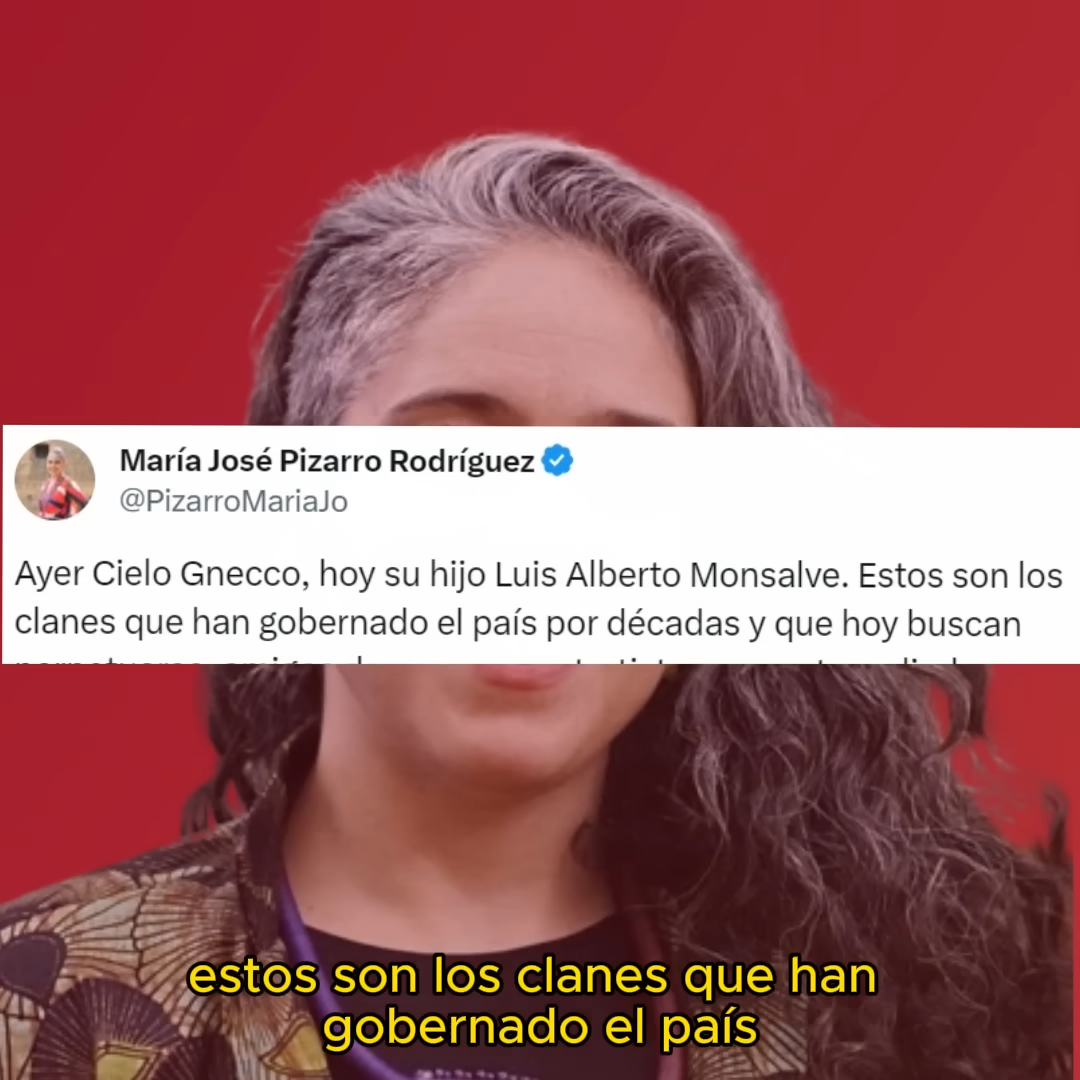 María José Pizarro Rodríguez
@PizarroMariaJo
Ayer Cielo Gnecco, hoy su hijo Luis Alberto Monsalve. Estos son los
clanes que han gobernado el país por décadas y que hoy buscan
estos son los clanes que han
gobernado el país